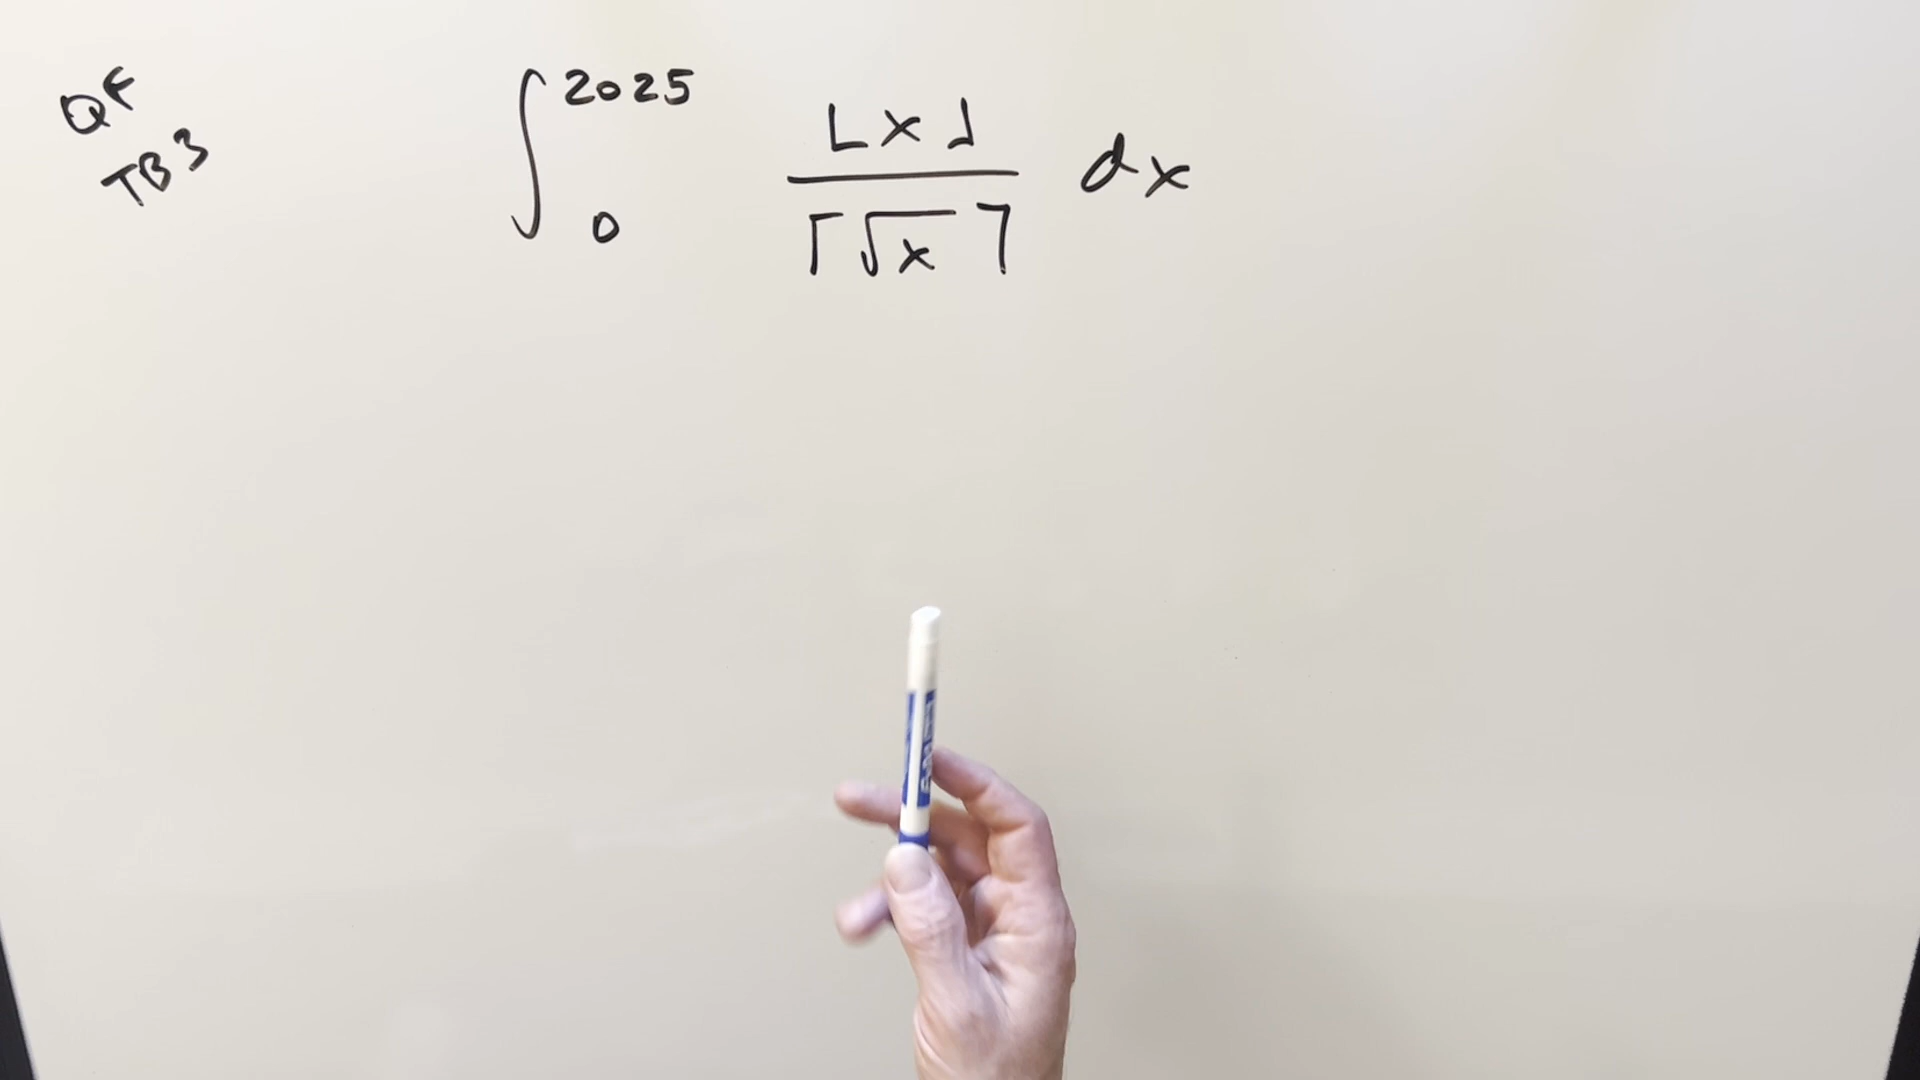 QF
TB3
∫₀²⁰²⁵ ⌊x⌋ / ⌈√x⌉ dx